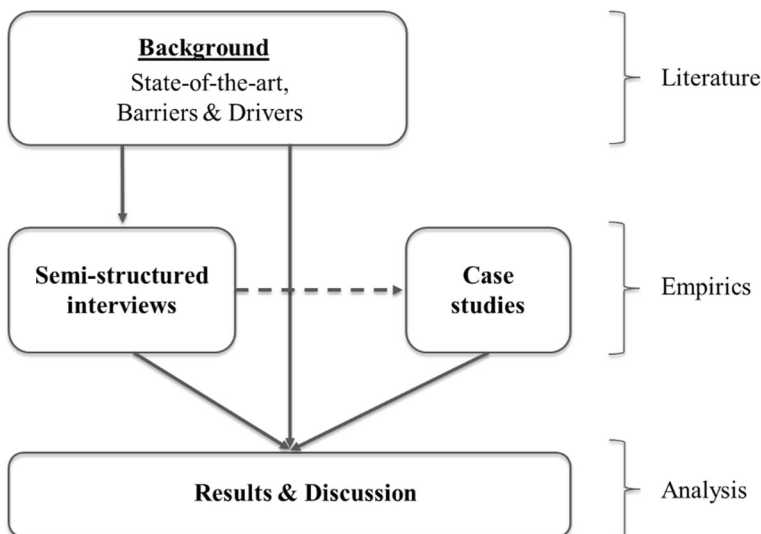 Background
State-of-the-art,
Barriers & Drivers
Literature
Semi-structured
interviews
Case
studies
Empirics
Results & Discussion
Analysis